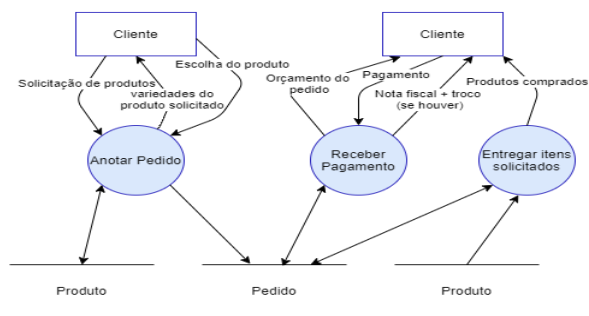 Cliente
Cliente
Escolha do produto
Solicitação de produtos
variedades do
produto solicitado
Orçamento do
pedido
Pagamento
Nota fiscal + troco
(se houver)
Produtos comprados
Anotar Pedido
Receber
Pagamento
Entregar itens
solicitados
Produto
Pedido
Produto